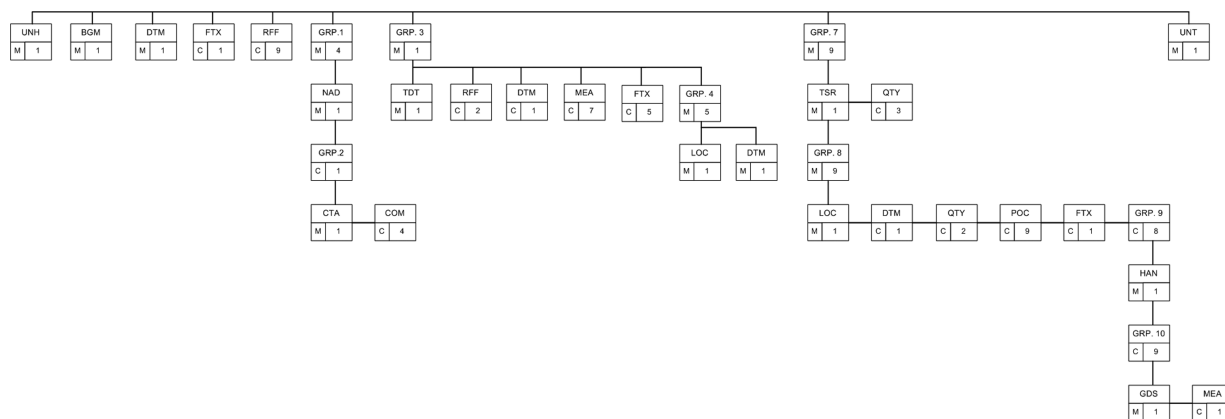 UNH BGM DTM FTX RFF GRP.1 GRP. 3 GRP. 7 UNT
M 1 M 1 M 1 C 1 C 9 M 4 M 1 M 9 M 1
NAD TDT RFF DTM MEA FTX GRP. 4 TSR QTY
M 1 M 1 C 2 C 1 C 7 C 5 M 5 M 1 C 3
GRP.2 LOC DTM GRP. 8
C 1 M 1 M 1 M 9
CTA COM LOC DTM QTY POC FTX GRP. 9
M 1 C 4 M 1 C 1 C 2 C 9 C 1 C 8
HAN
M 1
GRP. 10
C 9
GDS MEA
M 1 C 1